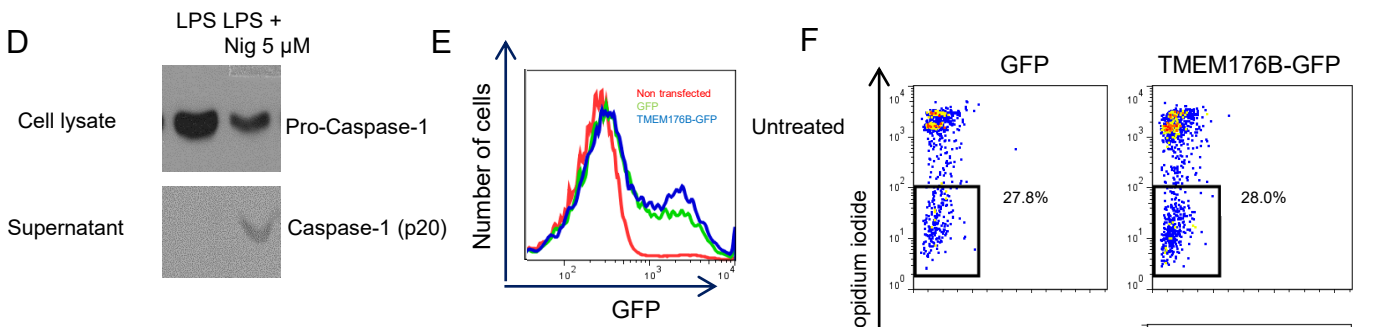 D
LPS LPS +
Nig 5 µM
Cell lysate
Pro-Caspase-1
Supernatant
Caspase-1 (p20)
E
Number of cells
Non transfected
GFP
TMEM176B-GFP
10²
10³
10⁴
GFP
F
GFP
TMEM176B-GFP
Untreated
opidium iodide
10⁴
10³
10²
10¹
10⁰
27.8%
10⁴
10³
10²
10¹
10⁰
28.0%